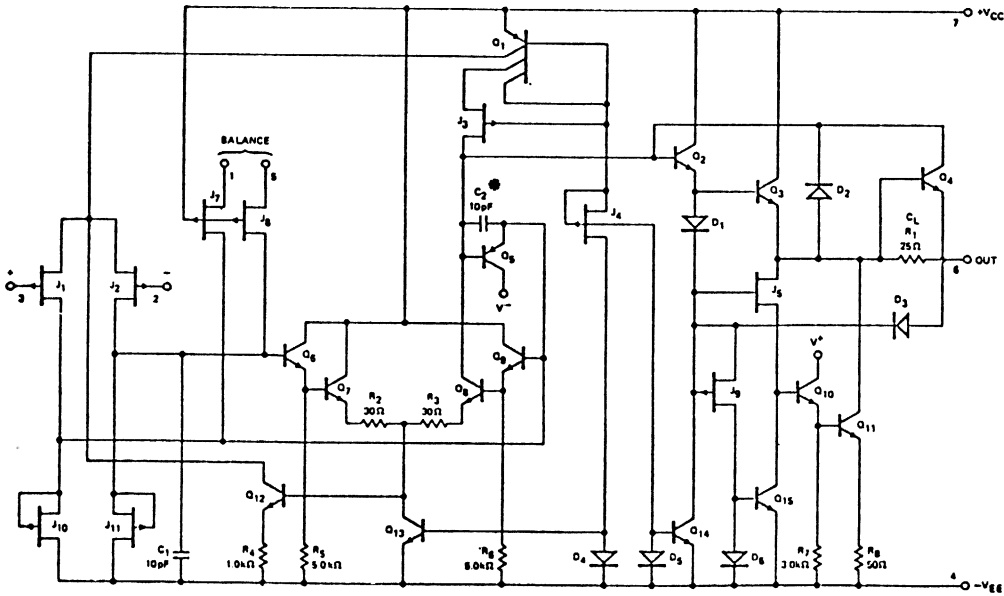 Q1
7
+VCC
J3
BALANCE
1
5
Q2
Q3
D2
Q4
J7
J8
C2
10pF
J4
D1
CL
R1
25Ω
6
OUT
+
3
J1
J2
-
2
Q5
V-
J5
D3
Q6
Q7
Q8
Q9
R2
30Ω
R3
30Ω
J9
V+
Q10
Q11
J10
J11
Q12
Q13
Q14
Q15
C1
10pF
R4
1.0kΩ
R5
5.0kΩ
R6
5.0kΩ
D4
D5
D6
R7
3.0kΩ
R8
50Ω
4
-VEE